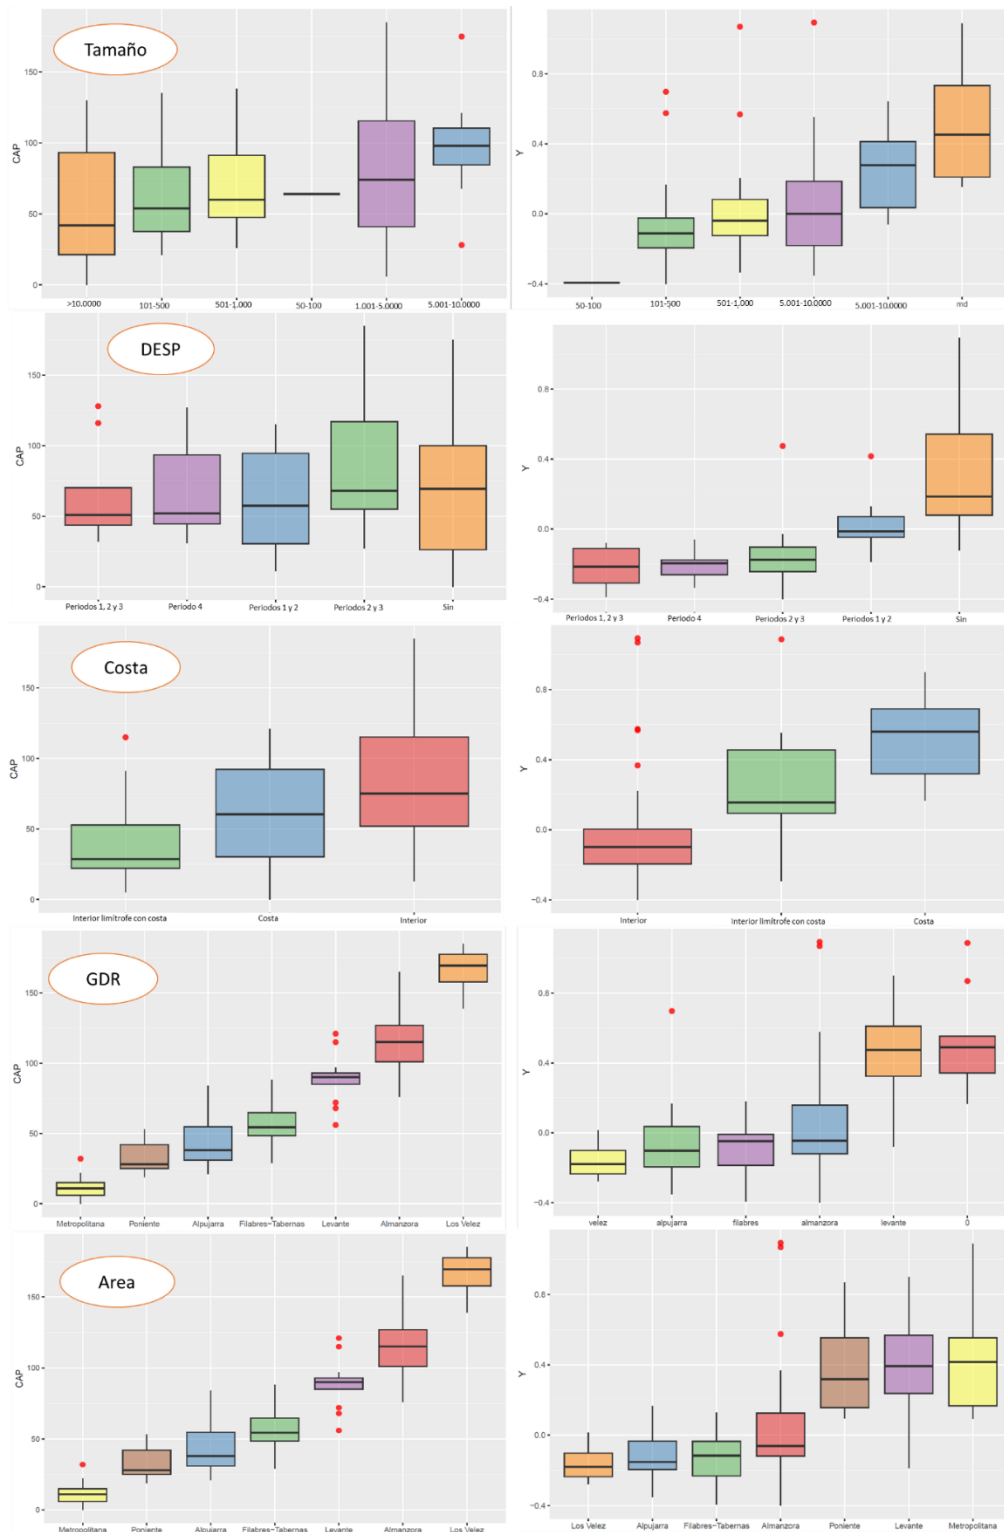 Tamaño
150
100
50
0
CAP
>10.0000
101-500
501-1.000
50-100
1.001-5.0000
5.001-10.0000
0.8
0.4
0.0
−0.4
Y
50-100
101-500
501-1.000
5.001-10.000
5.001-10.0000
md
DESP
150
100
50
0
CAP
Periodos 1, 2 y 3
Periodo 4
Periodos 1 y 2
Periodos 2 y 3
Sin
0.8
0.4
0.0
−0.4
Y
Periodos 1, 2 y 3
Periodo 4
Periodos 2 y 3
Periodos 1 y 2
Sin
Costa
150
100
50
0
CAP
Interior limítrofe con costa
Costa
Interior
0.8
0.4
0.0
−0.4
Y
Interior
Interior limítrofe con costa
Costa
GDR
150
100
50
0
CAP
Metropolitana
Poniente
Alpujarra
Filabres−Tabernas
Levante
Almanzora
Los Velez
0.8
0.4
0.0
−0.4
Y
velez
alpujarra
filabres
almanzora
levante
0
Area
150
100
50
0
CAP
Metropolitana
Poniente
Alpujarra
Filabres−Tabernas
Levante
Almanzora
Los Velez
0.8
0.4
0.0
−0.4
Y
Los Velez
Alpujarra
Filabres−Tabernas
Almanzora
Poniente
Levante
Metropolitana